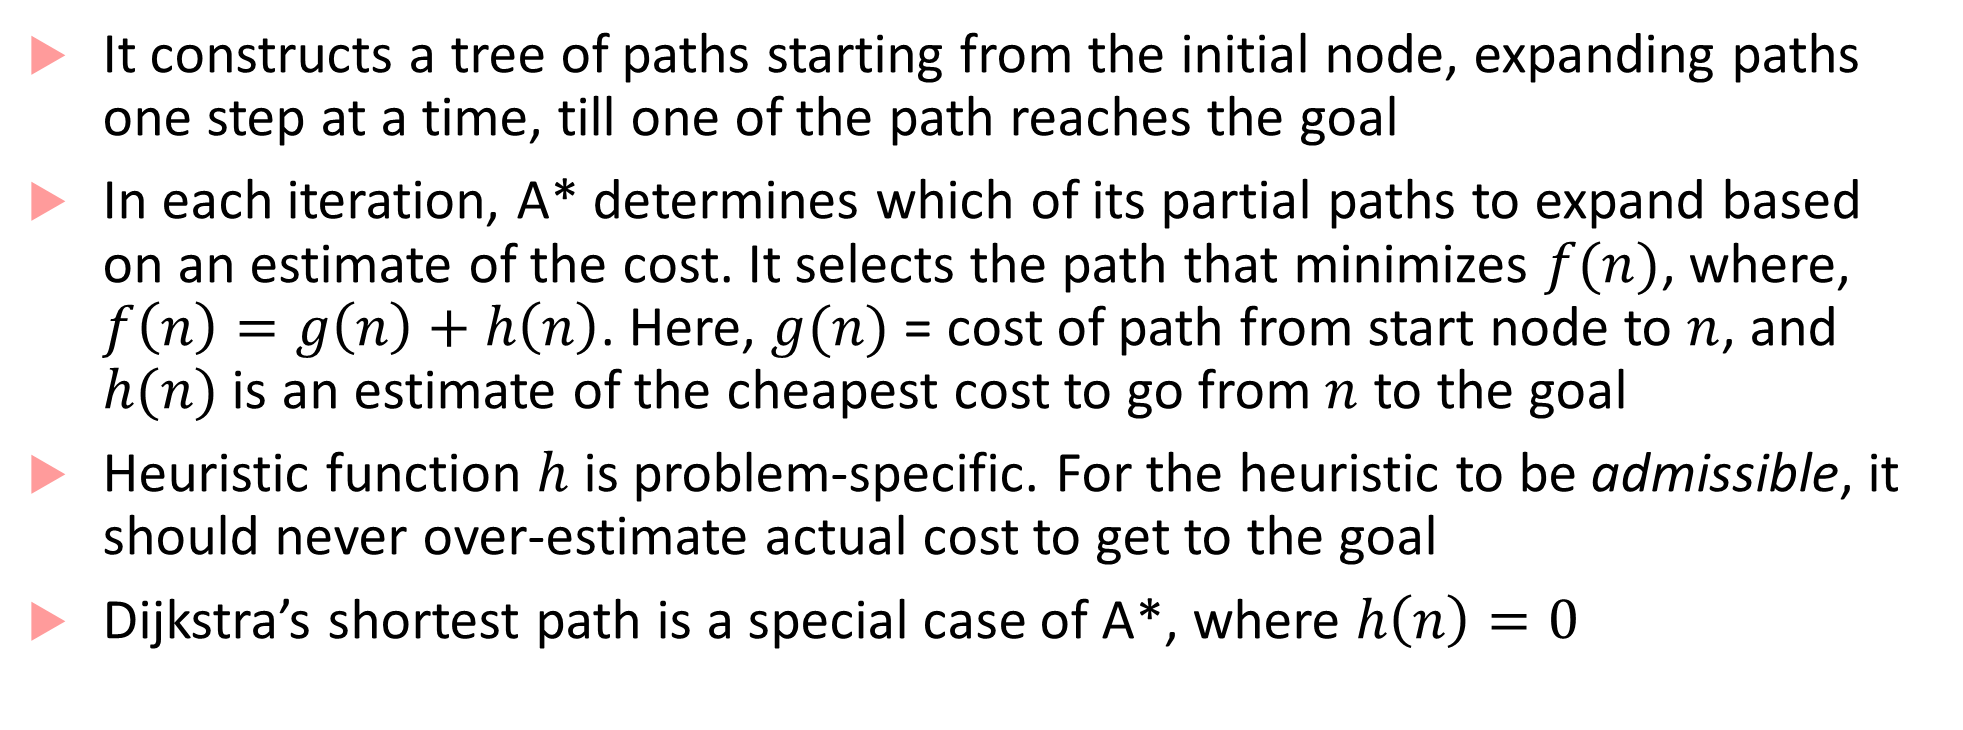 It constructs a tree of paths starting from the initial node, expanding paths
one step at a time, till one of the path reaches the goal
In each iteration, A* determines which of its partial paths to expand based
on an estimate of the cost. It selects the path that minimizes f(n), where,
f(n) = g(n) + h(n). Here, g(n) = cost of path from start node to n, and
h(n) is an estimate of the cheapest cost to go from n to the goal
Heuristic function h is problem-specific. For the heuristic to be admissible, it
should never over-estimate actual cost to get to the goal
Dijkstra’s shortest path is a special case of A*, where h(n) = 0